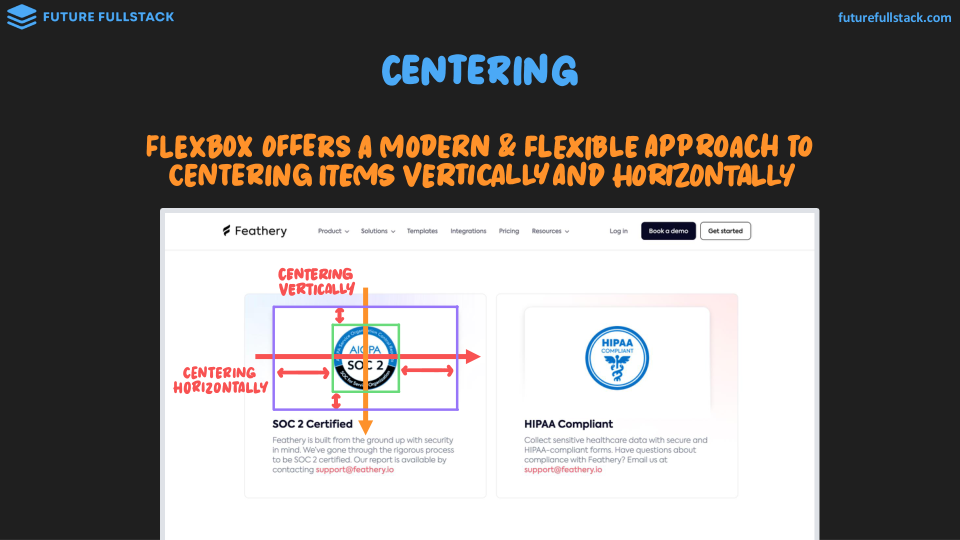 FUTURE FULLSTACK
futurefullstack.com
CENTERING
FLEXBOX OFFERS A MODERN & FLEXIBLE APPROACH TO
CENTERING ITEMS VERTICALLY AND HORIZONTALLY
Feathery
Product
Solutions
Templates
Integrations
Pricing
Resources
Log in
Book a demo
Get started
CENTERING
VERTICALLY
CENTERING
HORIZONTALLY
AICPA
SOC 2
SOC 2 Certified
Feathery is built from the ground up with security
in mind. We've gone through the rigorous process
to be SOC 2 certified. Our report is available by
contacting support@feathery.io
HIPAA
COMPLIANT
HIPAA Compliant
Collect sensitive healthcare data with secure and
HIPAA-compliant forms. Have questions about
compliance with Feathery? Email us at
support@feathery.io